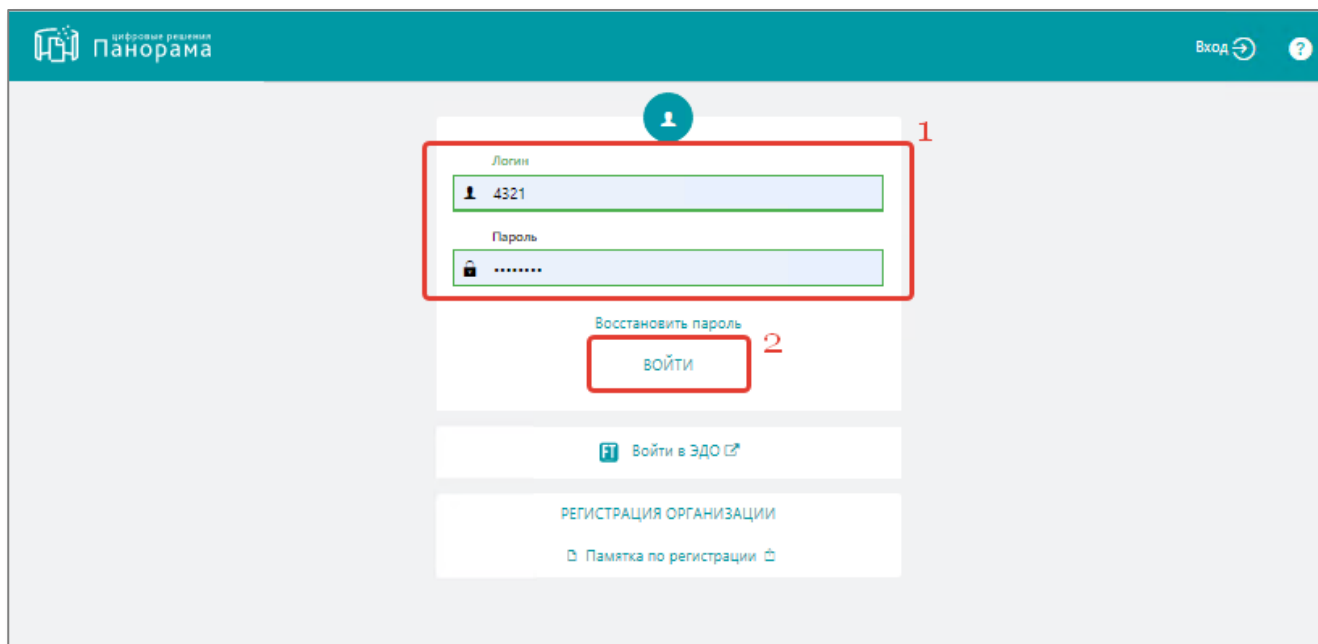 цифровые решения
Панорама
Вход
?
1
Логин
4321
Пароль
••••••••
Восстановить пароль
2
ВОЙТИ
FT Войти в ЭДО
РЕГИСТРАЦИЯ ОРГАНИЗАЦИИ
Памятка по регистрации